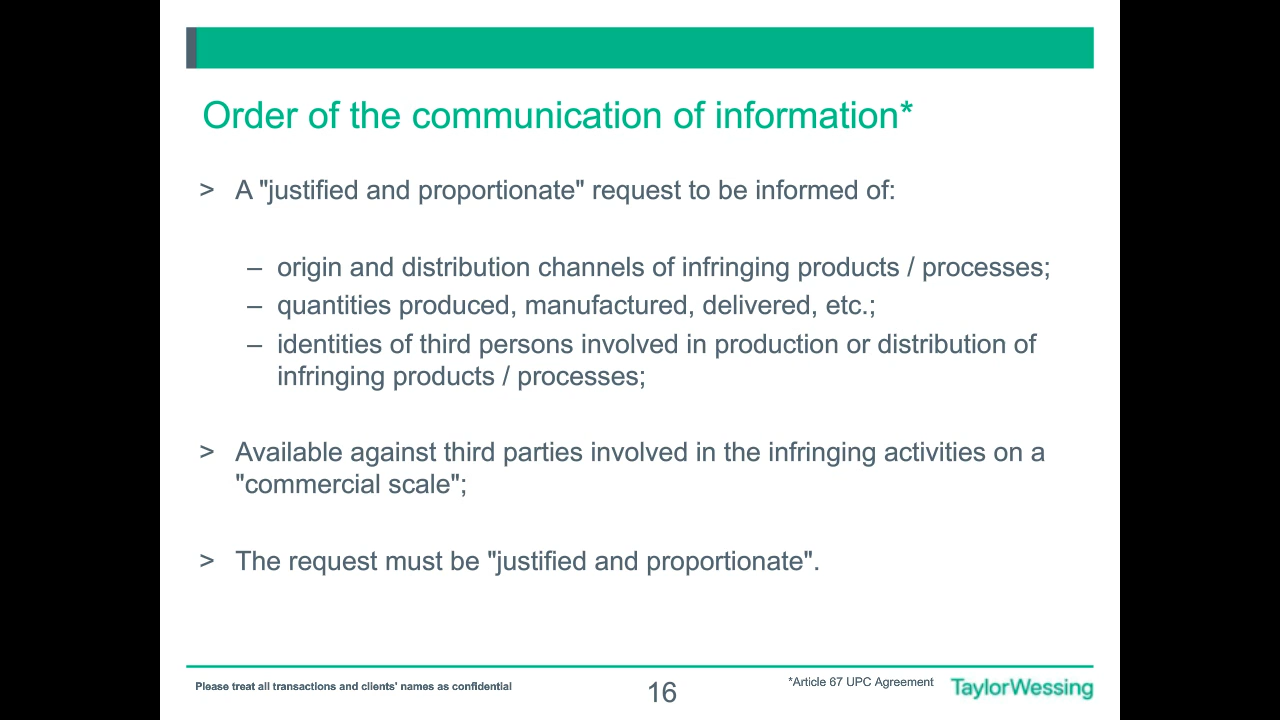 Order of the communication of information*
> A "justified and proportionate" request to be informed of:
– origin and distribution channels of infringing products / processes;
– quantities produced, manufactured, delivered, etc.;
– identities of third persons involved in production or distribution of
infringing products / processes;
> Available against third parties involved in the infringing activities on a
"commercial scale";
> The request must be "justified and proportionate".
Please treat all transactions and clients' names as confidential
16
*Article 67 UPC Agreement
TaylorWessing